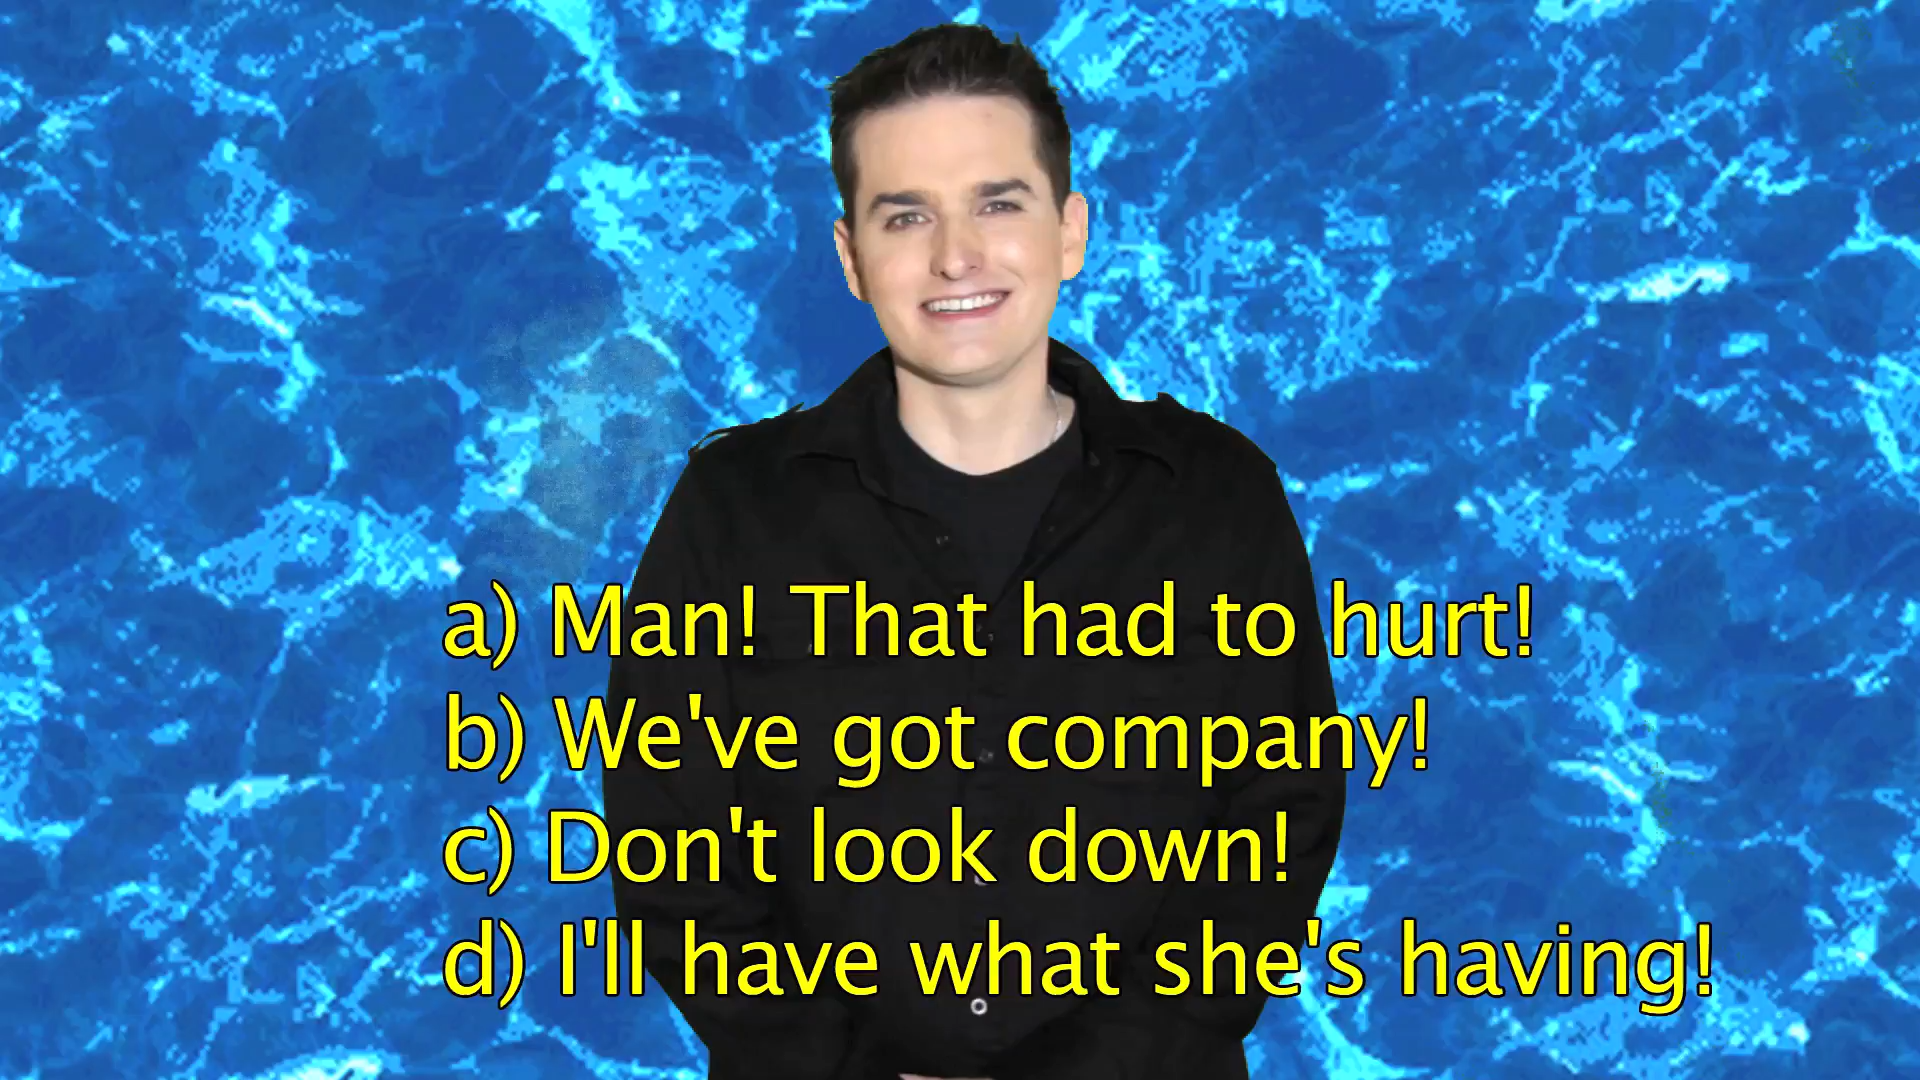 a) Man! That had to hurt!
b) We've got company!
c) Don't look down!
d) I'll have what she's having!